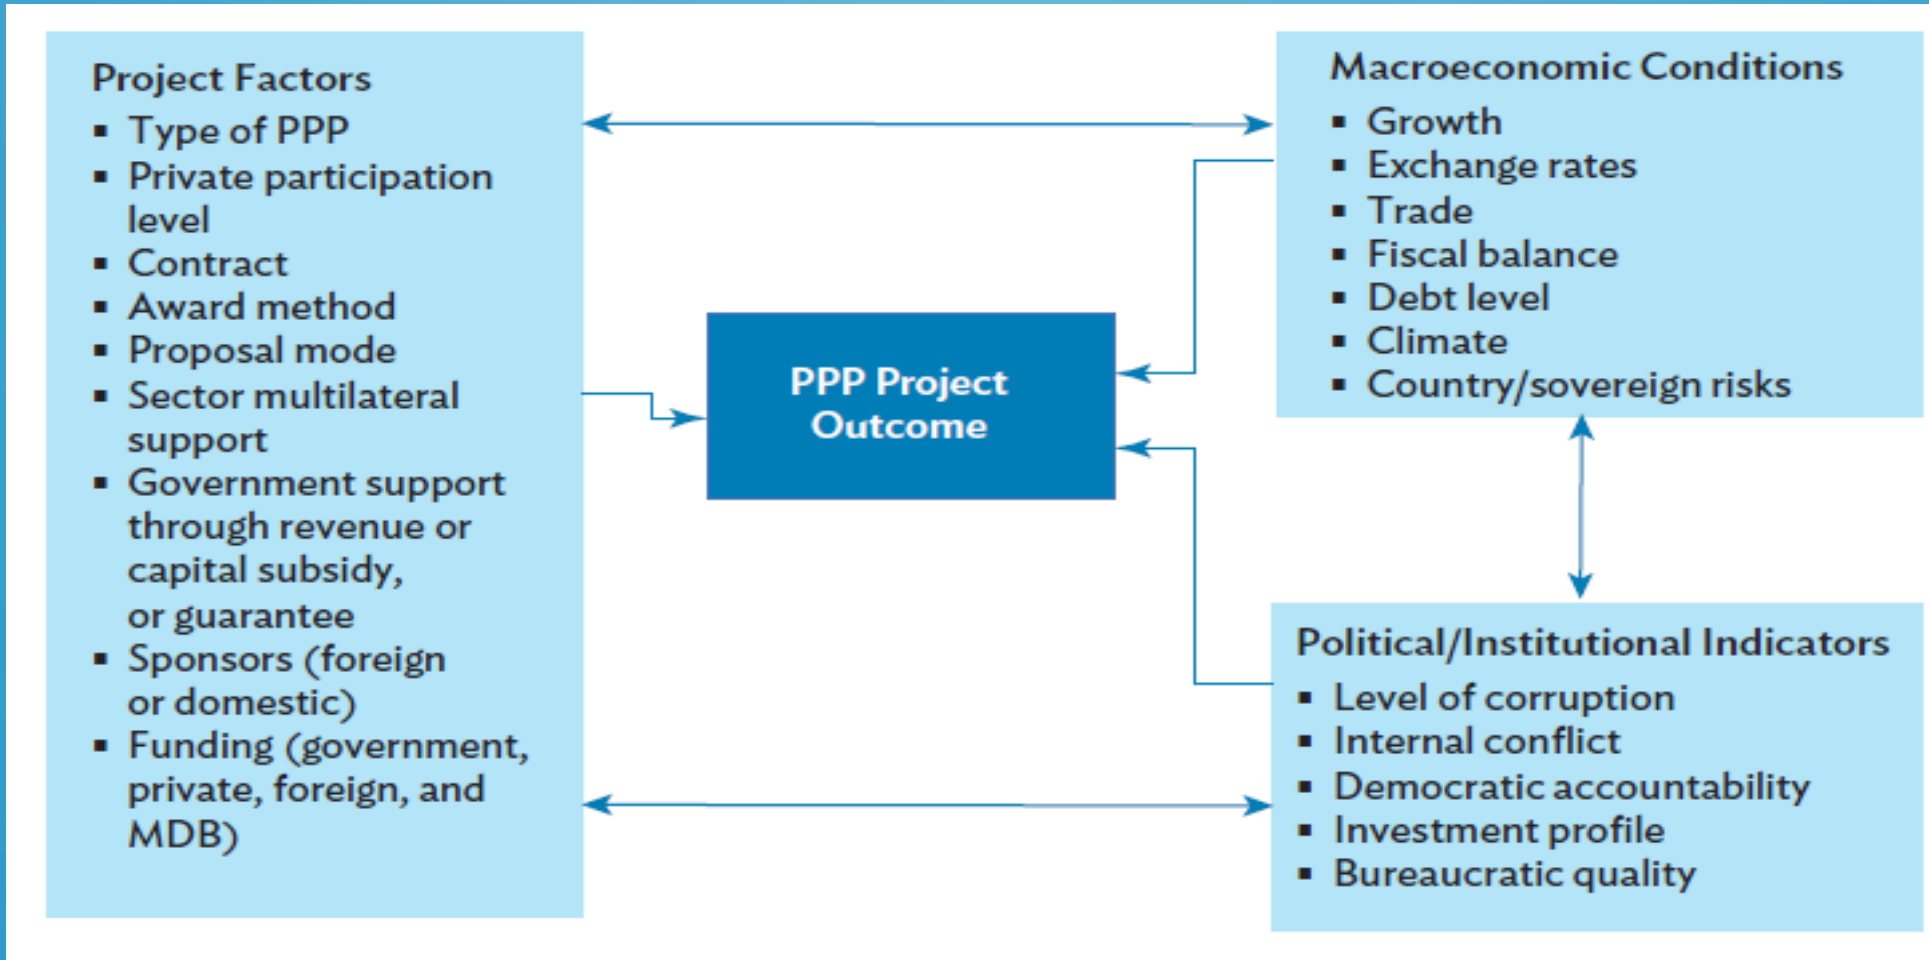 Project Factors
▪ Type of PPP
▪ Private participation
level
▪ Contract
▪ Award method
▪ Proposal mode
▪ Sector multilateral
support
▪ Government support
through revenue or
capital subsidy,
or guarantee
▪ Sponsors (foreign
or domestic)
▪ Funding (government,
private, foreign, and
MDB)
PPP Project
Outcome
Macroeconomic Conditions
▪ Growth
▪ Exchange rates
▪ Trade
▪ Fiscal balance
▪ Debt level
▪ Climate
▪ Country/sovereign risks
Political/Institutional Indicators
▪ Level of corruption
▪ Internal conflict
▪ Democratic accountability
▪ Investment profile
▪ Bureaucratic quality